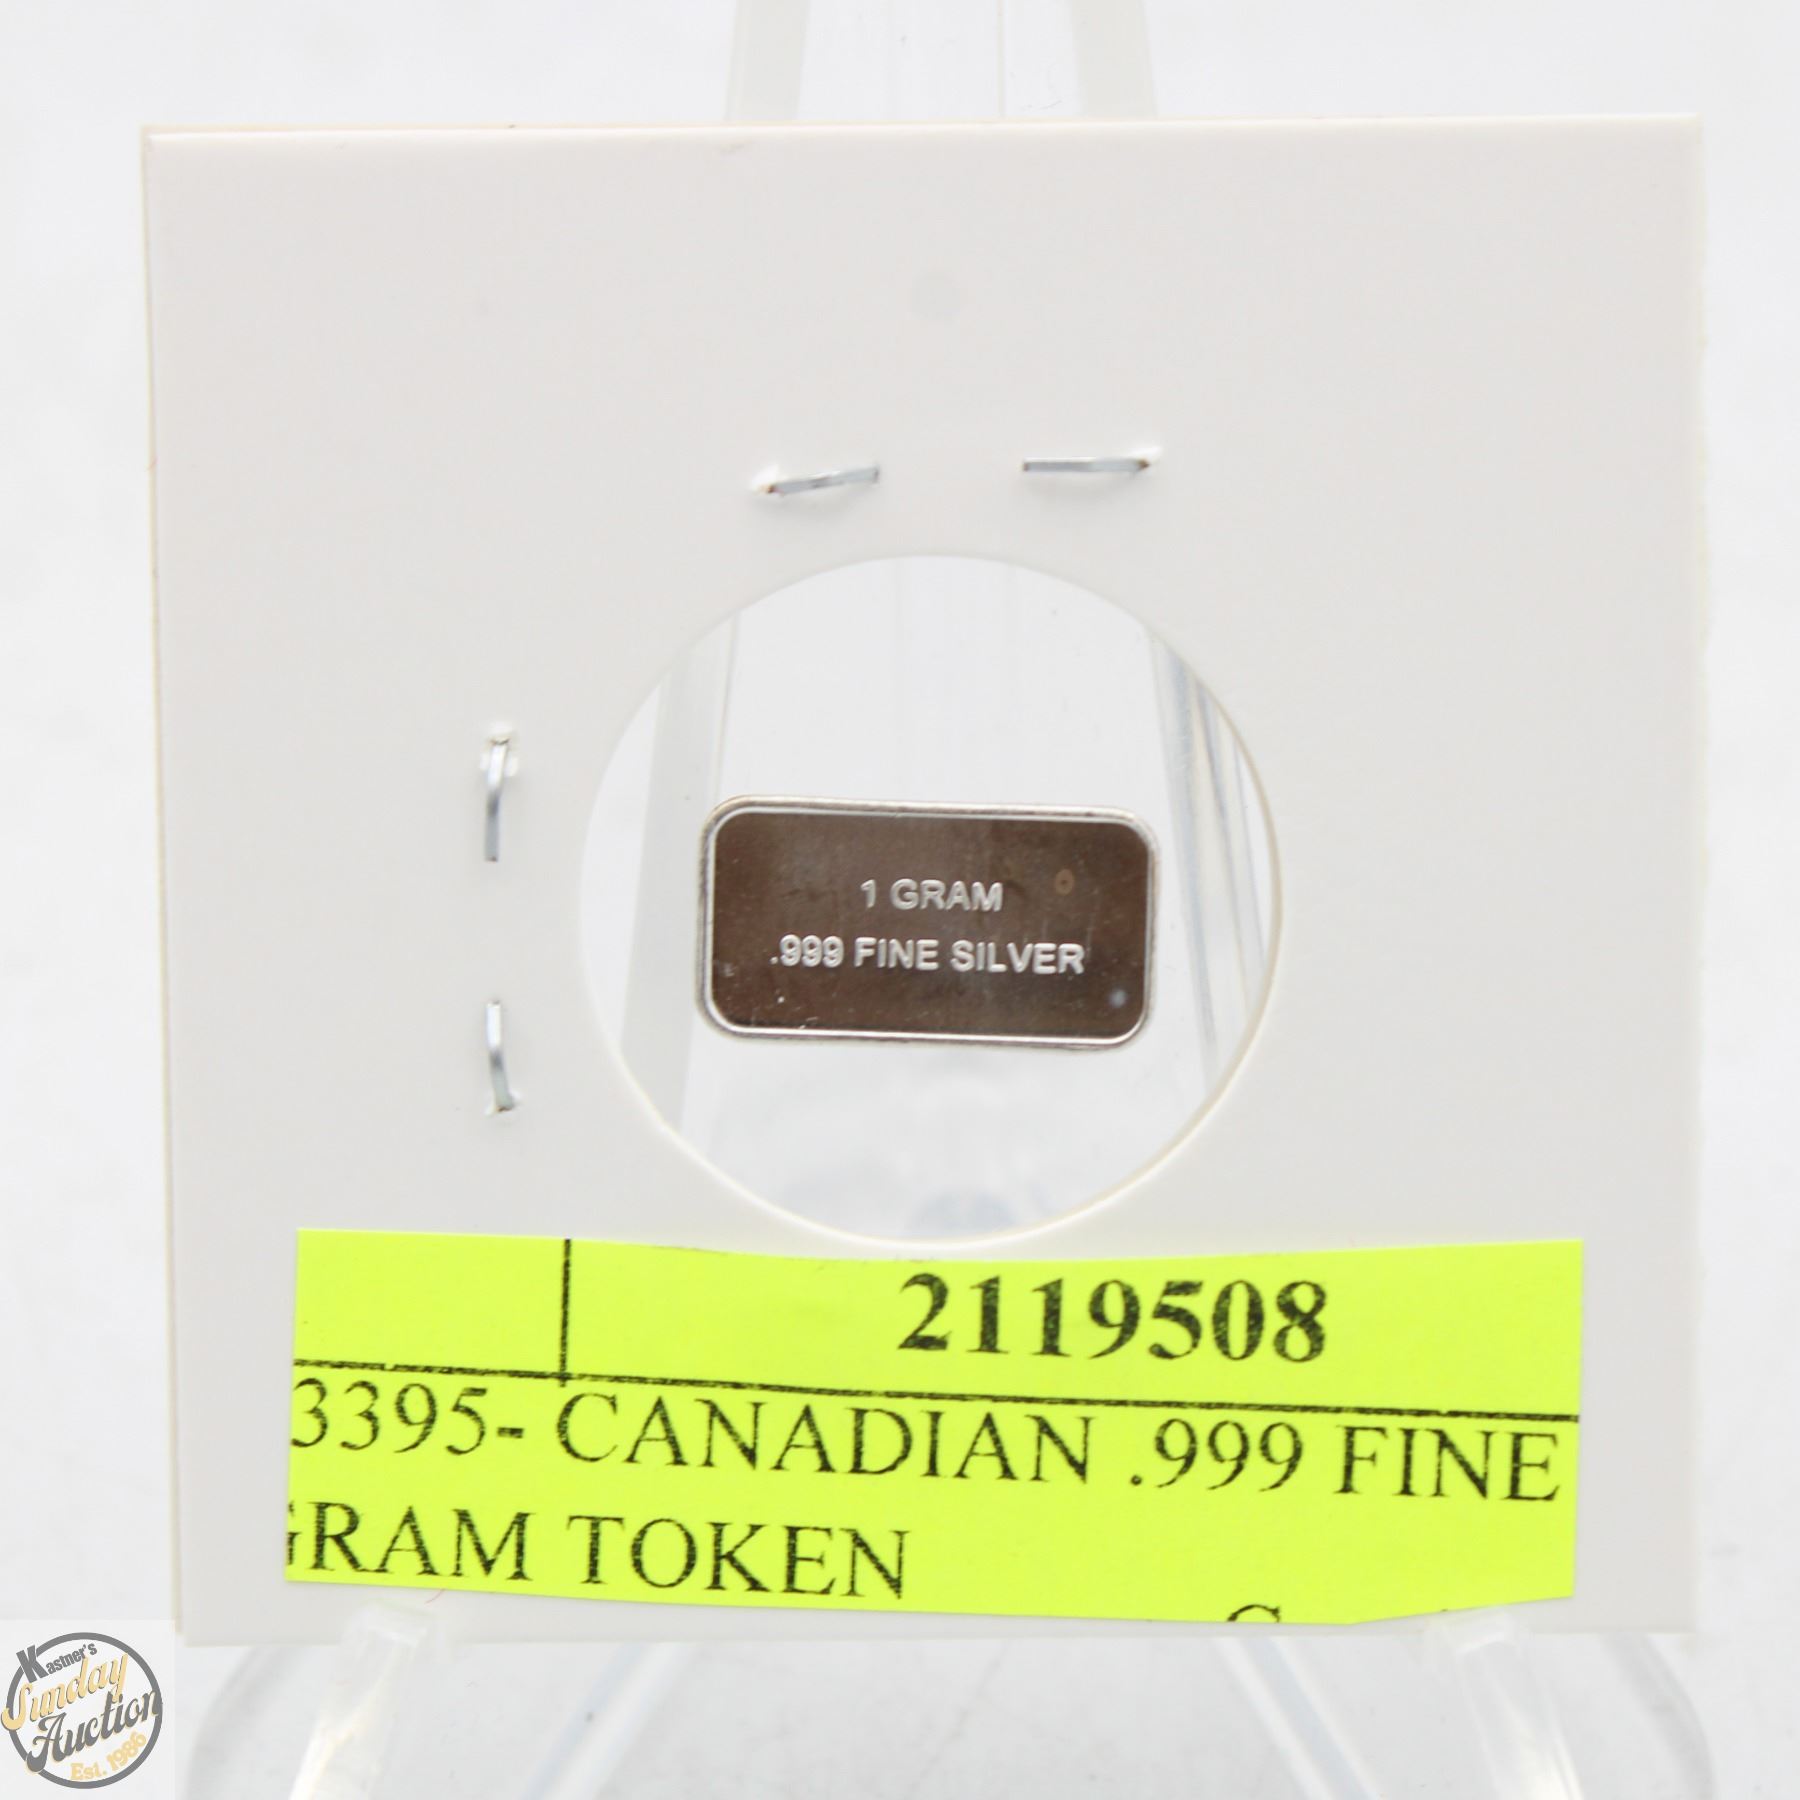 1 GRAM
.999 FINE SILVER
2119508
3395- CANADIAN .999 FINE
GRAM TOKEN
Kastner's
Sunday
Auction
Est. 1986